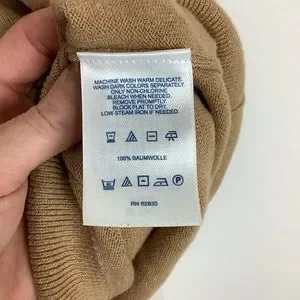 MACHINE WASH WARM DELICATE.
WASH DARK COLORS SEPARATELY.
ONLY NON-CHLORINE
BLEACH WHEN NEEDED.
REMOVE PROMPTLY.
BLOCK FLAT TO DRY.
LOW STEAM IRON IF NEEDED.
100% BAUMWOLLE
RN 62830